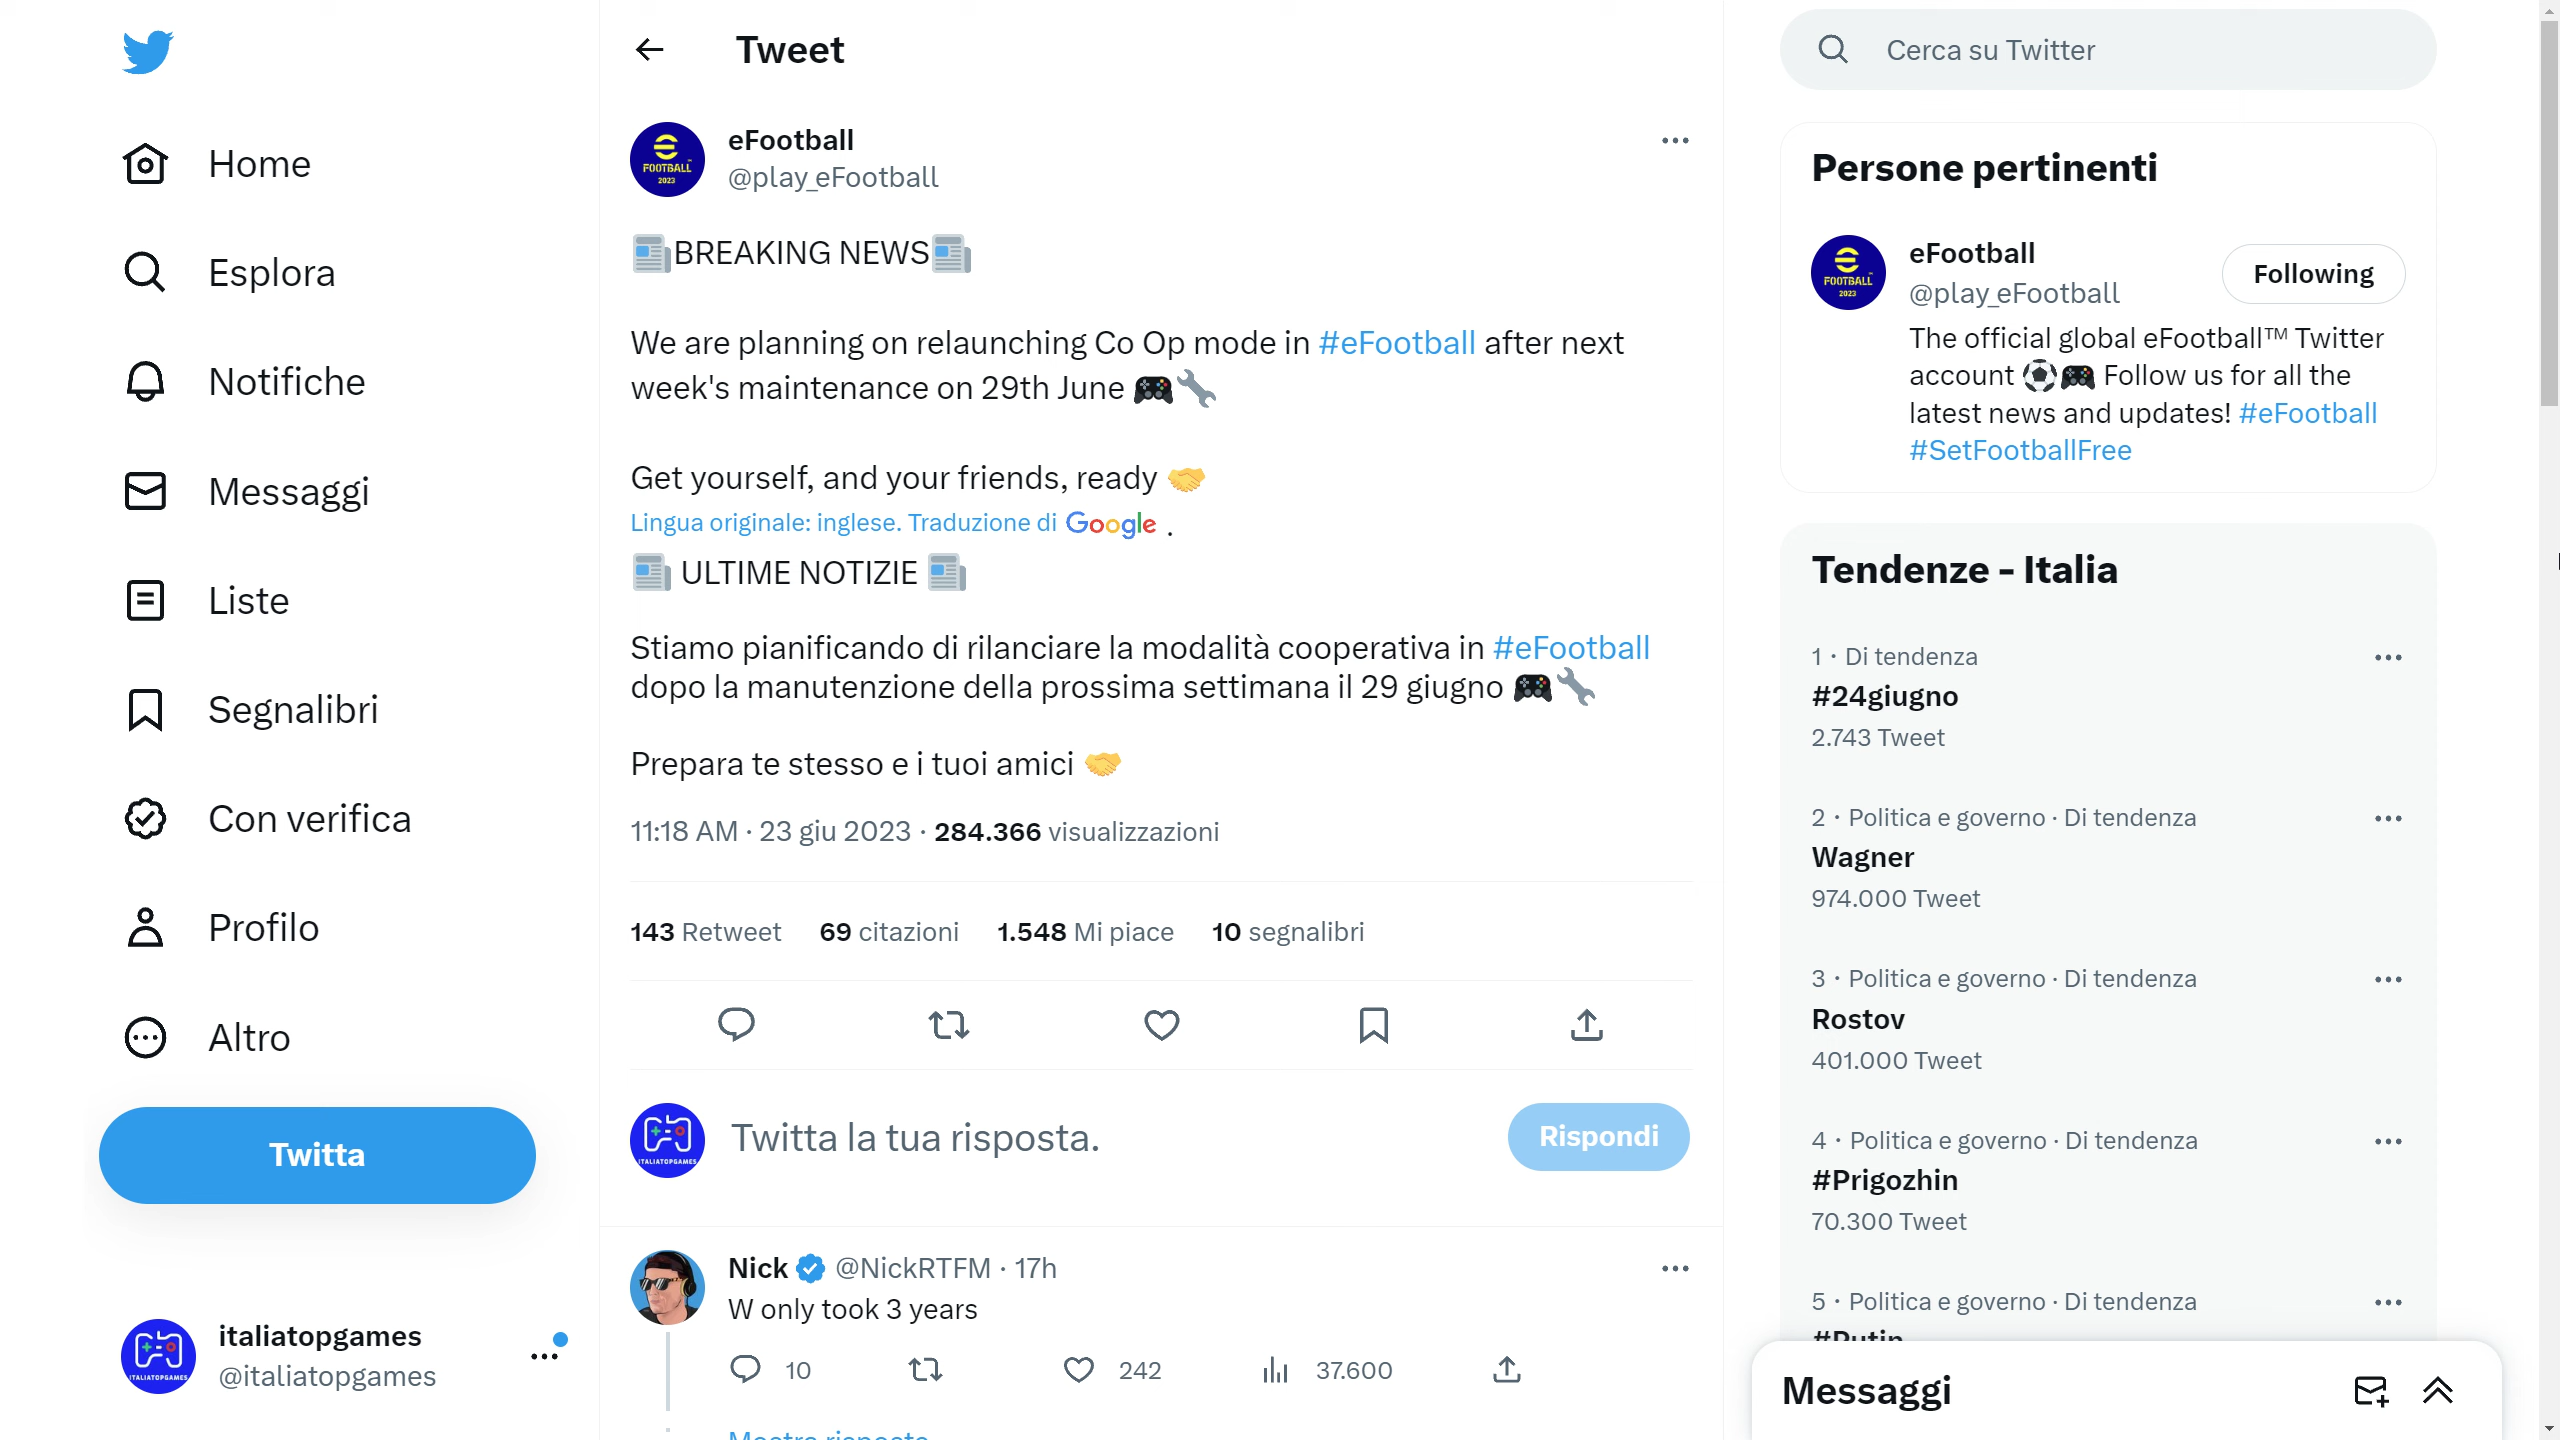 Home
Esplora
Notifiche
Messaggi
Liste
Segnalibri
Con verifica
Profilo
Altro
Twitta
italiatopgames
@italiatopgames
Tweet
eFootball
@play_eFootball
📰BREAKING NEWS📰
We are planning on relaunching Co Op mode in #eFootball after next
week's maintenance on 29th June 🎮🔧
Get yourself, and your friends, ready 🤝
Lingua originale: inglese. Traduzione di Google .
📰 ULTIME NOTIZIE 📰
Stiamo pianificando di rilanciare la modalità cooperativa in #eFootball
dopo la manutenzione della prossima settimana il 29 giugno 🎮🔧
Prepara te stesso e i tuoi amici 🤝
11:18 AM · 23 giu 2023 · 284.366 visualizzazioni
143 Retweet 69 citazioni 1.548 Mi piace 10 segnalibri
Twitta la tua risposta.
Rispondi
Nick @NickRTFM · 17h
W only took 3 years
10 242 37.600
Mostra risposte
Cerca su Twitter
Persone pertinenti
eFootball
@play_eFootball
Following
The official global eFootball™ Twitter
account ⚽🎮 Follow us for all the
latest news and updates! #eFootball
#SetFootballFree
Tendenze - Italia
1 · Di tendenza
#24giugno
2.743 Tweet
2 · Politica e governo · Di tendenza
Wagner
974.000 Tweet
3 · Politica e governo · Di tendenza
Rostov
401.000 Tweet
4 · Politica e governo · Di tendenza
#Prigozhin
70.300 Tweet
5 · Politica e governo · Di tendenza
#Putin
Messaggi